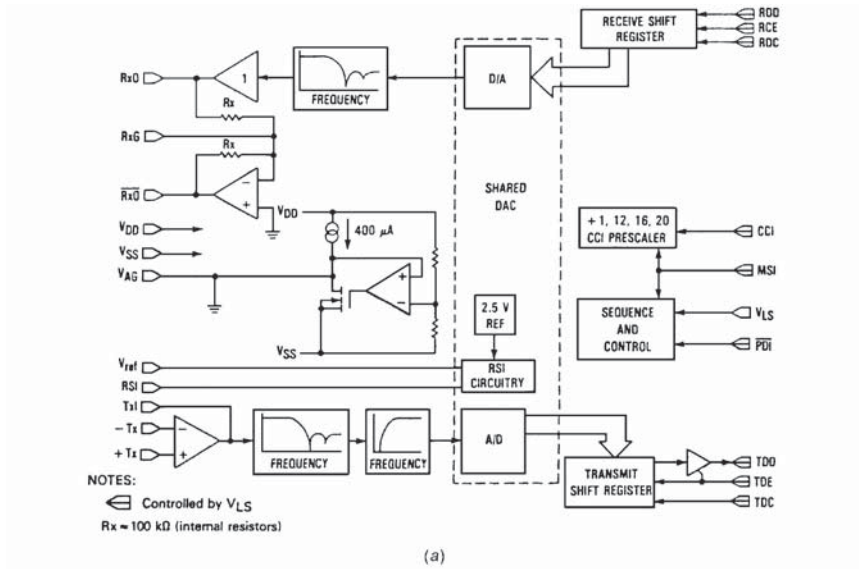 RECEIVE SHIFT
REGISTER
RDD
RCE
RDC
RxO
1
FREQUENCY
D/A
Rx
RxG
Rx
RxO
SHARED
DAC
VDD
VSS
VAG
VDD
400 μA
+
−
VSS
− 
+
2.5 V
REF
RSI
CIRCUITRY
+ 1, 12, 16, 20
CCI PRESCALER
CCI
MSI
SEQUENCE
AND
CONTROL
VLS
PDI
Vref
RSI
TxI
− Tx
+ Tx
−
+
FREQUENCY
FREQUENCY
A/D
TRANSMIT
SHIFT REGISTER
TDD
TDE
TDC
NOTES:
Controlled by VLS
Rx ≈ 100 kΩ (internal resistors)
(a)